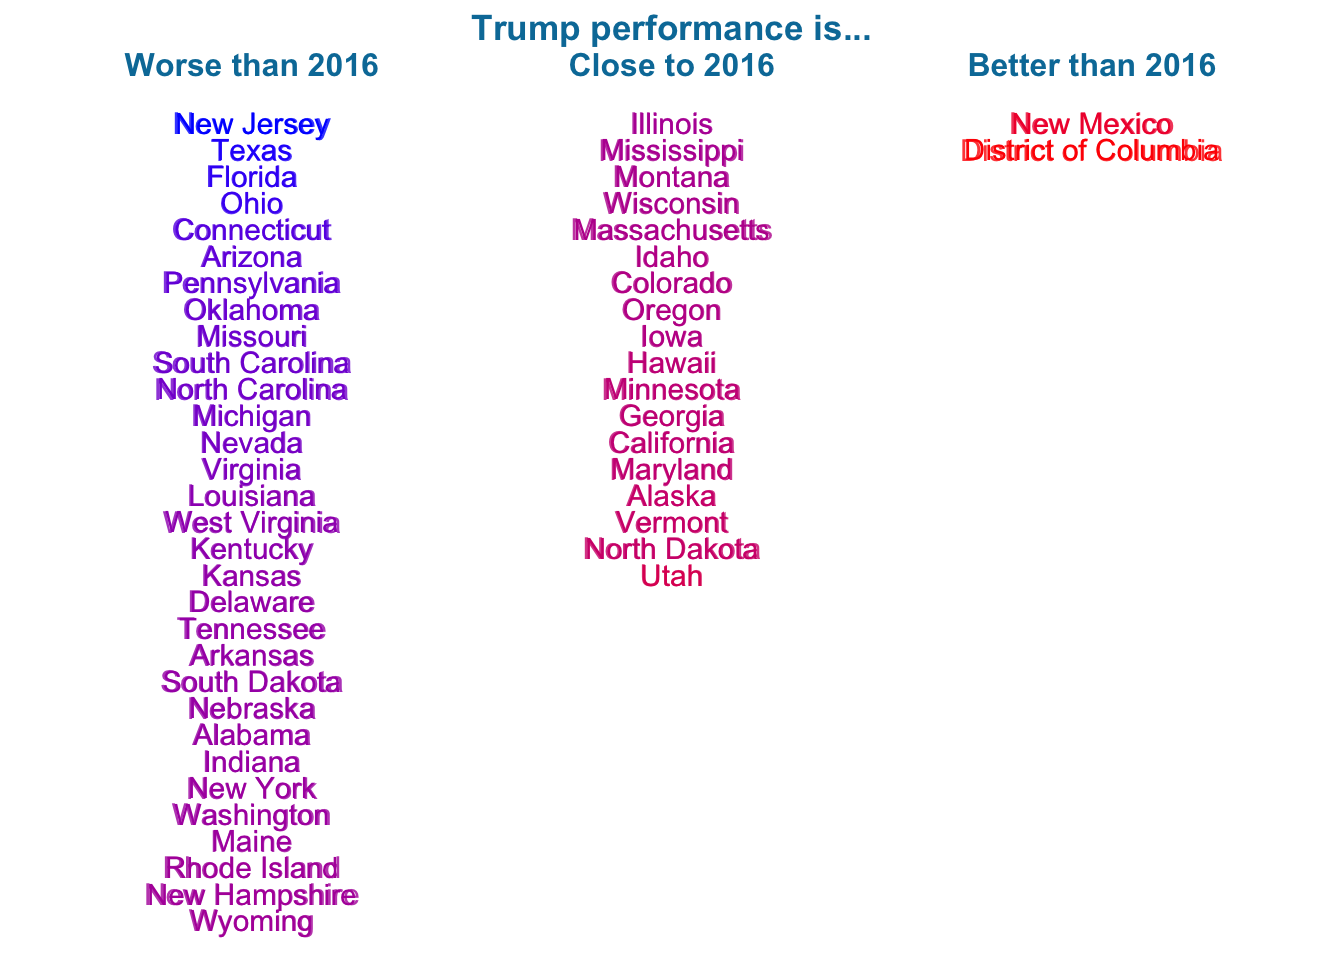 Trump performance is...
Worse than 2016
New Jersey
Texas
Florida
Ohio
Connecticut
Arizona
Pennsylvania
Oklahoma
Missouri
South Carolina
North Carolina
Michigan
Nevada
Virginia
Louisiana
West Virginia
Kentucky
Kansas
Delaware
Tennessee
Arkansas
South Dakota
Nebraska
Alabama
Indiana
New York
Washington
Maine
Rhode Island
New Hampshire
Wyoming
Close to 2016
Illinois
Mississippi
Montana
Wisconsin
Massachusetts
Idaho
Colorado
Oregon
Iowa
Hawaii
Minnesota
Georgia
California
Maryland
Alaska
Vermont
North Dakota
Utah
Better than 2016
New Mexico
District of Columbia